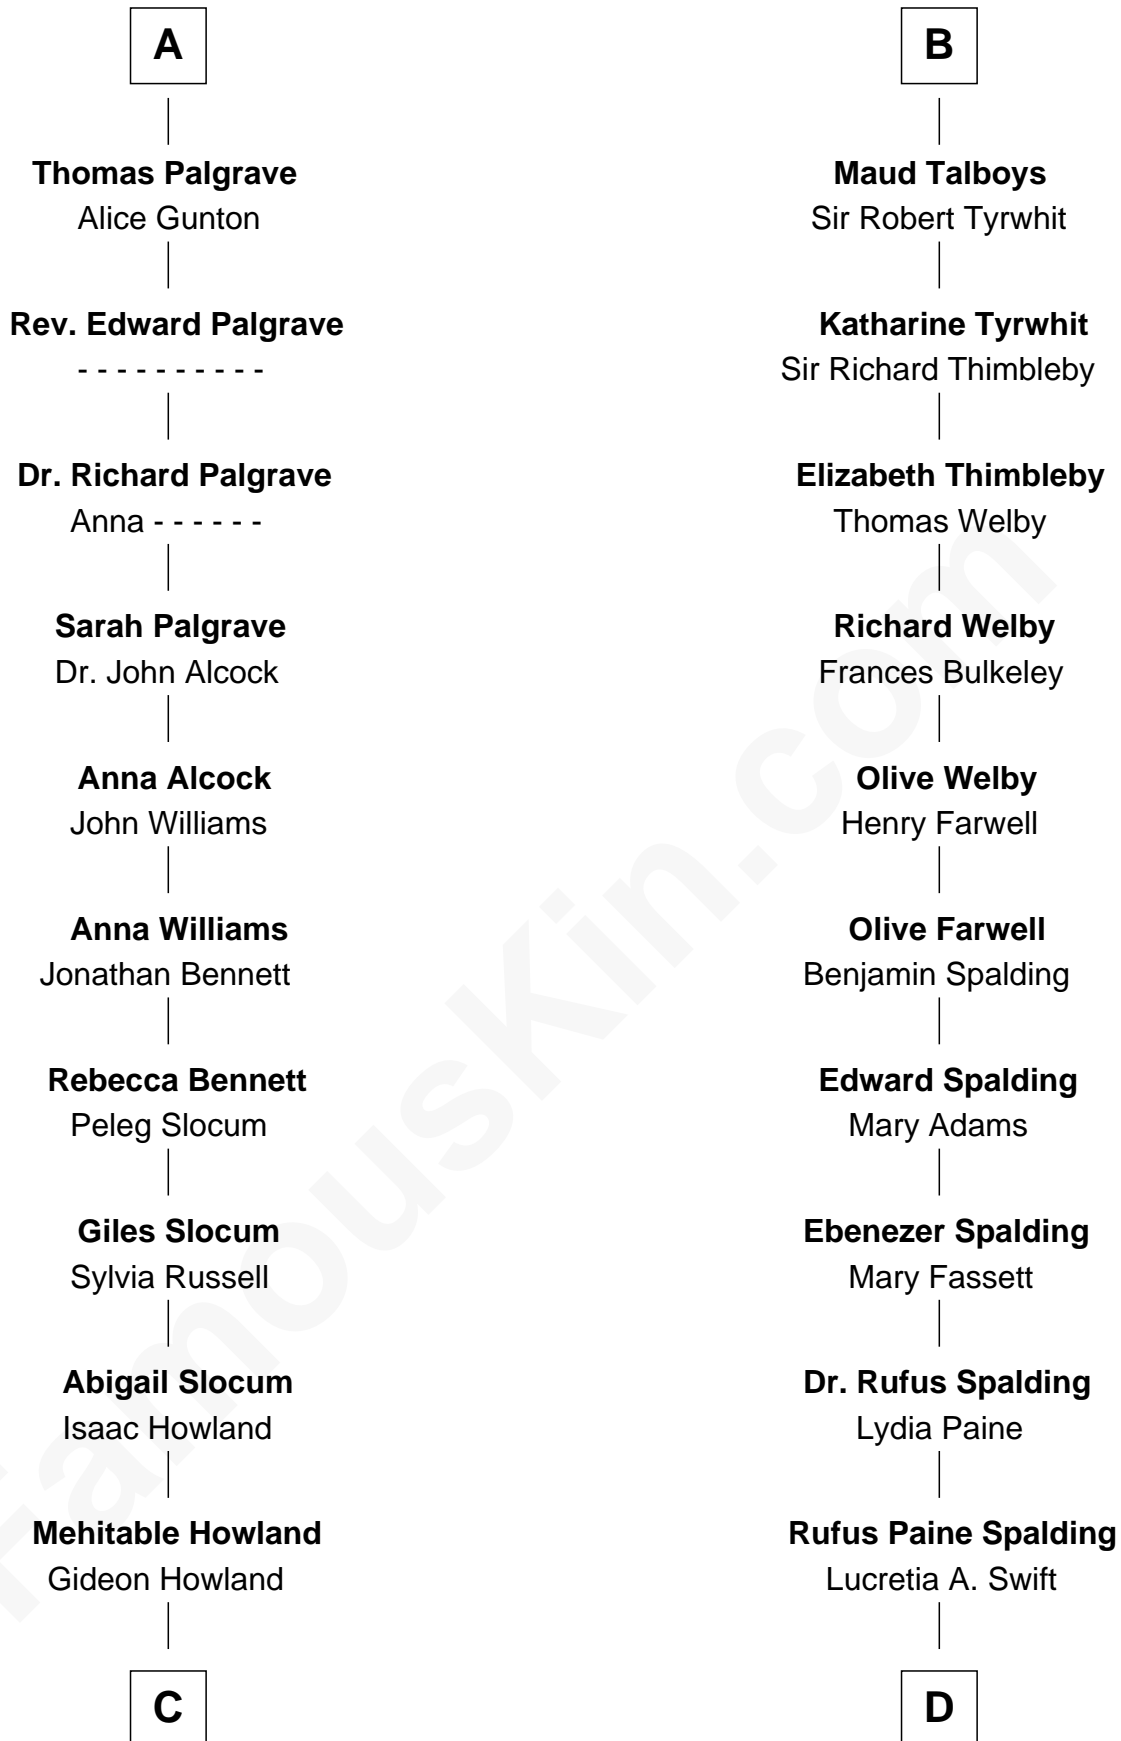 A
Thomas Palgrave
Alice Gunton
Rev. Edward Palgrave
- - - - - - - - - -
Dr. Richard Palgrave
Anna - - - - - -
Sarah Palgrave
Dr. John Alcock
Anna Alcock
John Williams
Anna Williams
Jonathan Bennett
Rebecca Bennett
Peleg Slocum
Giles Slocum
Sylvia Russell
Abigail Slocum
Isaac Howland
Mehitable Howland
Gideon Howland
C
B
Maud Talboys
Sir Robert Tyrwhit
Katharine Tyrwhit
Sir Richard Thimbleby
Elizabeth Thimbleby
Thomas Welby
Richard Welby
Frances Bulkeley
Olive Welby
Henry Farwell
Olive Farwell
Benjamin Spalding
Edward Spalding
Mary Adams
Ebenezer Spalding
Mary Fassett
Dr. Rufus Spalding
Lydia Paine
Rufus Paine Spalding
Lucretia A. Swift
D
FamousKin.com